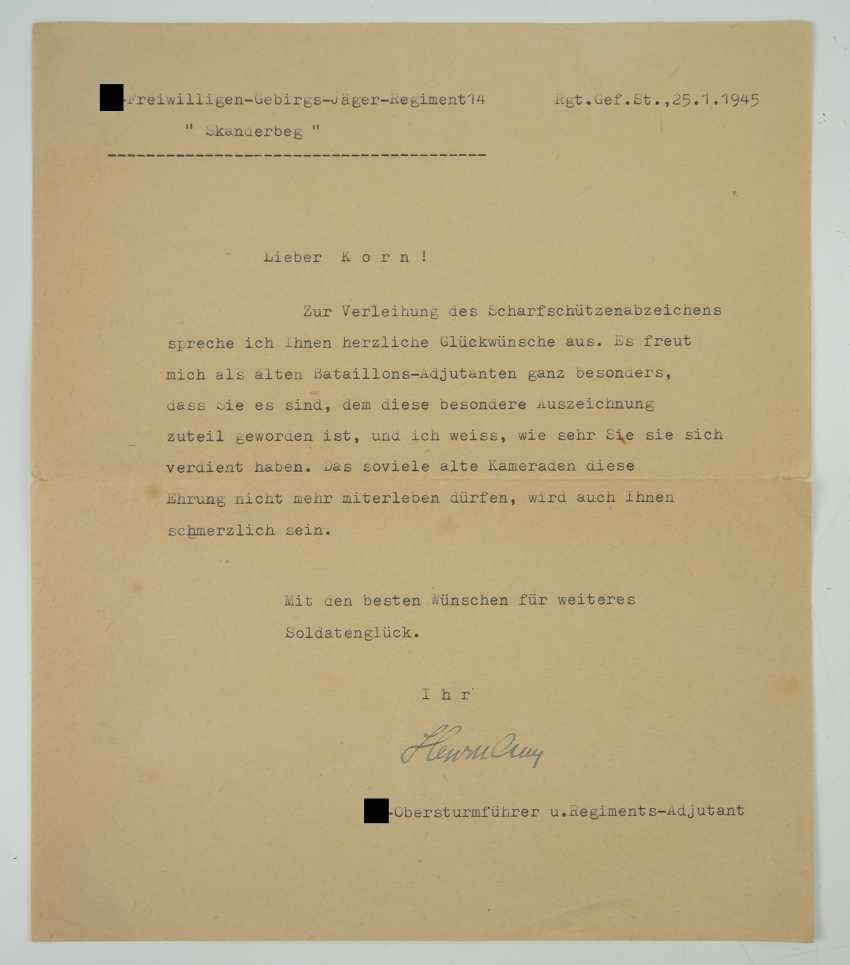 -Freiwilligen-Gebirgs-Jäger-Regiment14 Rgt.Gef.St.,25.1.1945
" Skanderbeg "
Lieber K o r n !
Zur Verleihung des Scharfschützenabzeichens
spreche ich Ihnen herzliche Glückwünsche aus. Es freut
mich als alten Bataillons-Adjutanten ganz besonders,
dass Sie es sind, dem diese besondere Auszeichnung
zuteil geworden ist, und ich weiss, wie sehr Sie sie sich
verdient haben. Das soviele alte Kameraden diese
Ehrung nicht mehr miterleben dürfen, wird auch Ihnen
schmerzlich sein.
Mit den besten Wünschen für weiteres
Soldatenglück.
I h r
-Obersturmführer u.Regiments-Adjutant